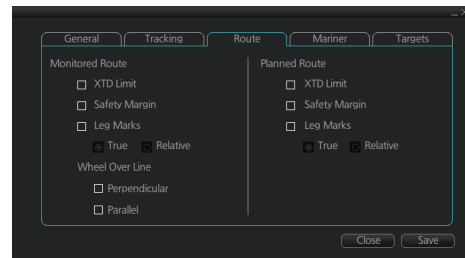 General Tracking Route Mariner Targets
Monitored Route
XTD Limit
Safety Margin
Leg Marks
True Relative
Wheel Over Line
Perpendicular
Parallel
Planned Route
XTD Limit
Safety Margin
Leg Marks
True Relative
Close Save